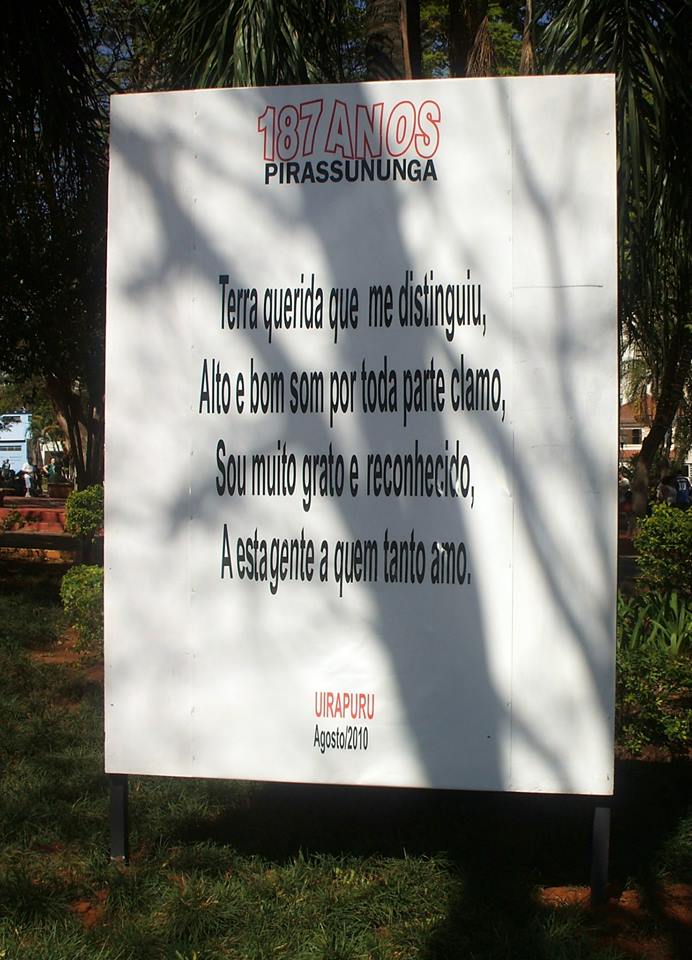 187 ANOS
PIRASSUNUNGA
Terra querida que me distinguiu,
Alto e bom som por toda parte clamo,
Sou muito grato e reconhecido,
A esta gente a quem tanto amo.
UIRAPURU
Agosto/2010